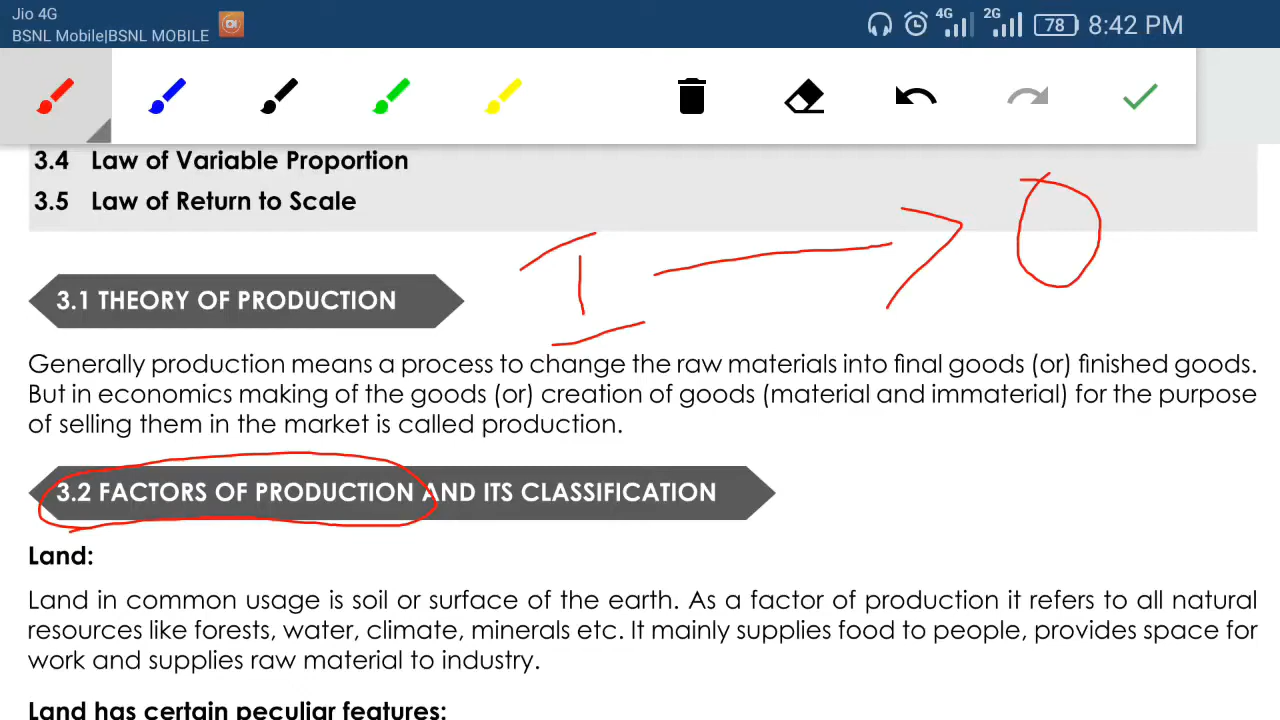 Jio 4G
BSNL Mobile|BSNL MOBILE
4G 2G 78 8:42 PM
3.4 Law of Variable Proportion
3.5 Law of Return to Scale
I → O
3.1 THEORY OF PRODUCTION
Generally production means a process to change the raw materials into final goods (or) finished goods.
But in economics making of the goods (or) creation of goods (material and immaterial) for the purpose
of selling them in the market is called production.
3.2 FACTORS OF PRODUCTION AND ITS CLASSIFICATION
Land:
Land in common usage is soil or surface of the earth. As a factor of production it refers to all natural
resources like forests, water, climate, minerals etc. It mainly supplies food to people, provides space for
work and supplies raw material to industry.
Land has certain peculiar features: